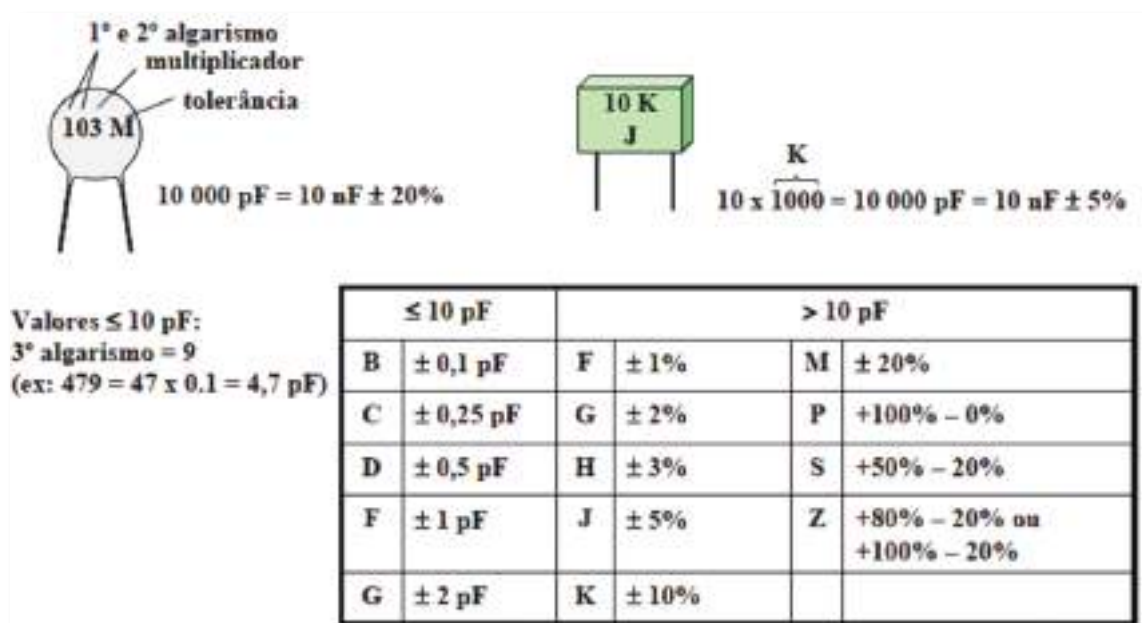 1º e 2º algarismo
multiplicador
tolerância
103 M
10 000 pF = 10 nF ± 20%
10 K
J
K
10 x 1000 = 10 000 pF = 10 nF ± 5%
Valores ≤ 10 pF:
3º algarismo = 9
(ex: 479 = 47 x 0.1 = 4,7 pF)
≤ 10 pF > 10 pF
B ± 0,1 pF F ± 1% M ± 20%
C ± 0,25 pF G ± 2% P +100% – 0%
D ± 0,5 pF H ± 3% S +50% – 20%
F ± 1 pF J ± 5% Z +80% – 20% ou
+100% – 20%
G ± 2 pF K ± 10%